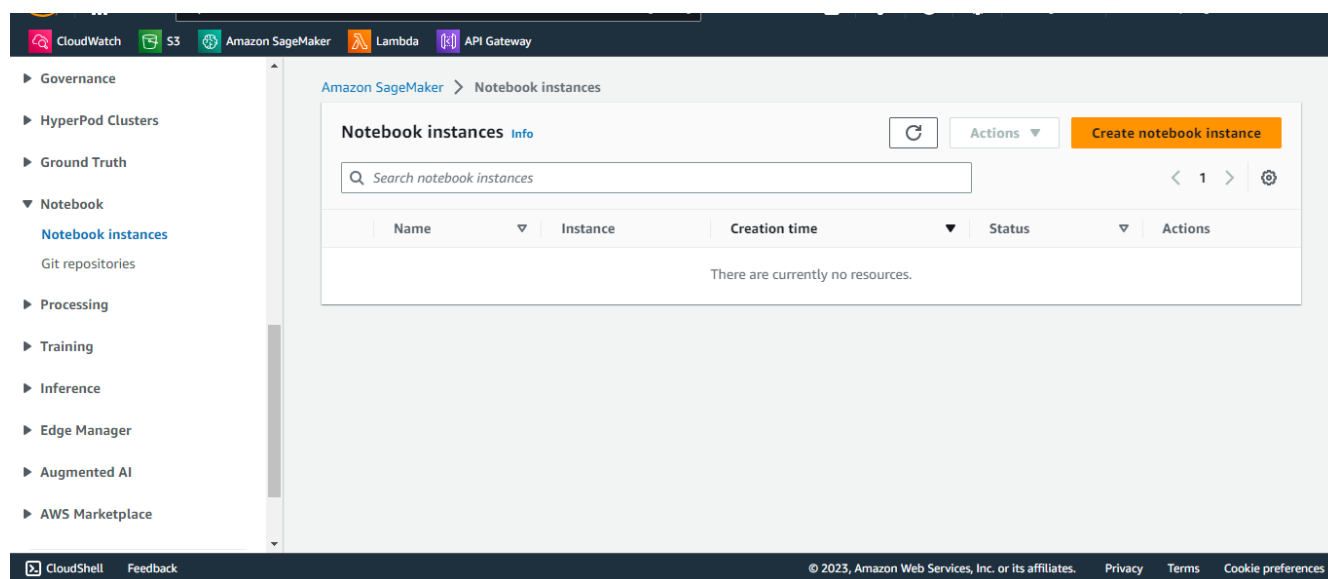 CloudWatch S3 Amazon SageMaker Lambda API Gateway
Governance
HyperPod Clusters
Ground Truth
Notebook
Notebook instances
Git repositories
Processing
Training
Inference
Edge Manager
Augmented AI
AWS Marketplace
Amazon SageMaker > Notebook instances
Notebook instances Info
Actions
Create notebook instance
Search notebook instances
1
Name Instance Creation time Status Actions
There are currently no resources.
CloudShell Feedback © 2023, Amazon Web Services, Inc. or its affiliates. Privacy Terms Cookie preferences